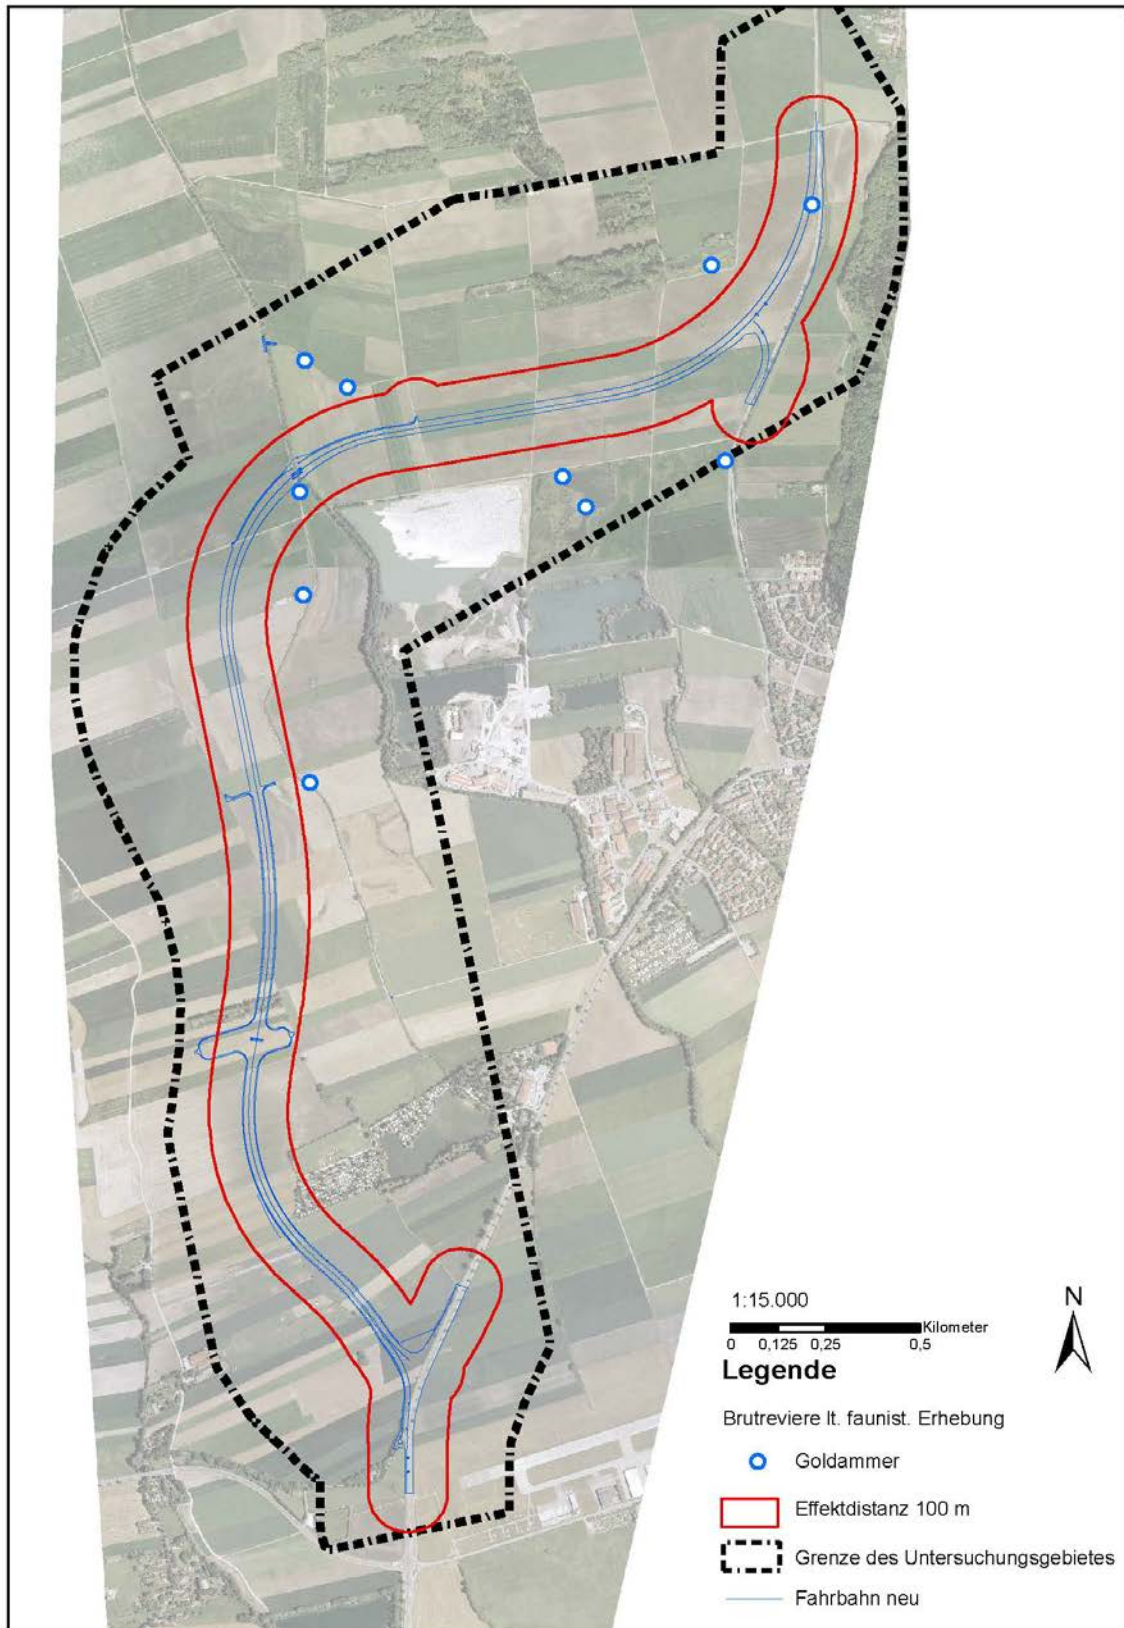 1:15.000
Kilometer
0 0,125 0,25 0,5
N
Legende
Brutreviere lt. faunist. Erhebung
Goldammer
Effektdistanz 100 m
Grenze des Untersuchungsgebietes
Fahrbahn neu